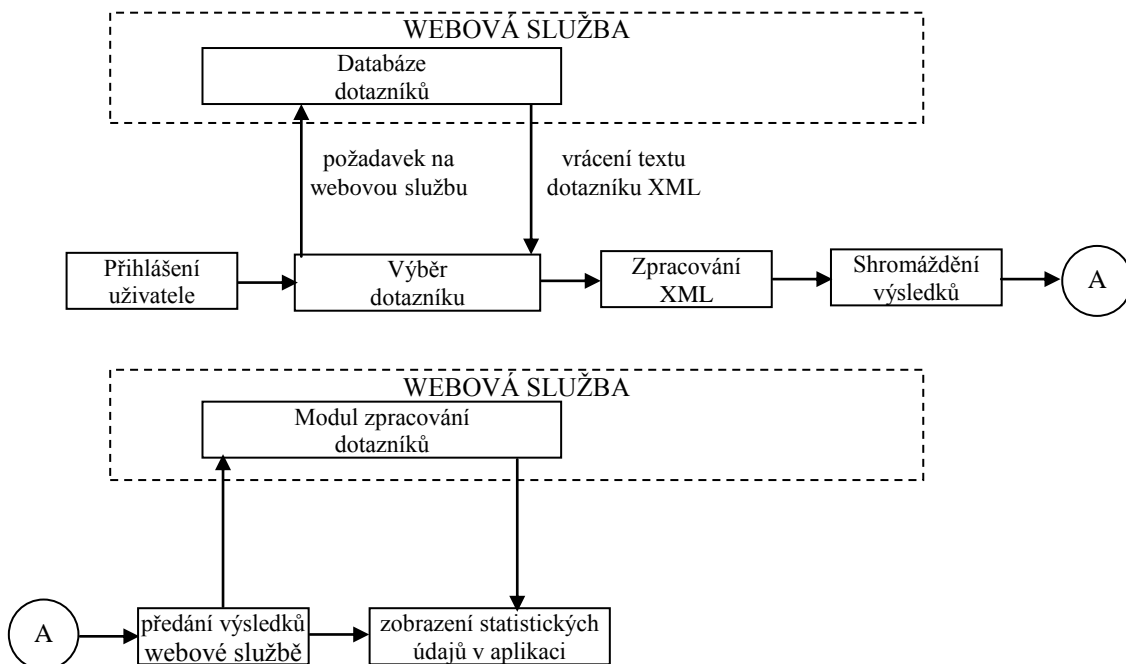 WEBOVÁ SLUŽBA
Databáze
dotazníků
požadavek na
webovou službu
vrácení textu
dotazníku XML
Přihlášení
uživatele
Výběr
dotazníku
Zpracování
XML
Shromáždění
výsledků
A
WEBOVÁ SLUŽBA
Modul zpracování
dotazníků
A
předání výsledků
webové službě
zobrazení statistických
údajů v aplikaci